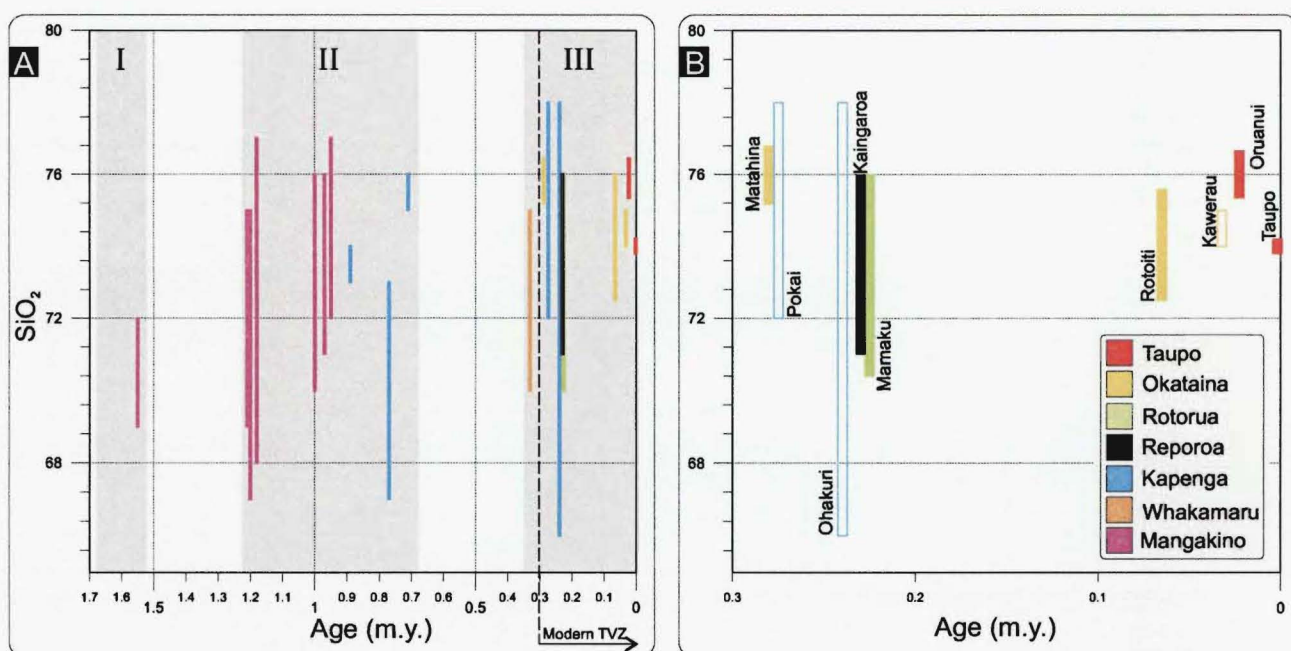 A
I
II
III
80
76
72
68
SiO₂
1.7 1.6 1.5 1.4 1.3 1.2 1.1 1 0.9 0.8 0.7 0.6 0.5 0.4 0.3 0.2 0.1 0
Age (m.y.)
Modern TVZ
B
80
76
72
68
Matahina
Pokai
Ohakuri
Kaingaroa
Mamaku
Rotoiti
Kawerau
Oruanui
Taupo
Taupo
Okataina
Rotorua
Reporoa
Kapenga
Whakamaru
Mangakino
0.3 0.2 0.1 0
Age (m.y.)